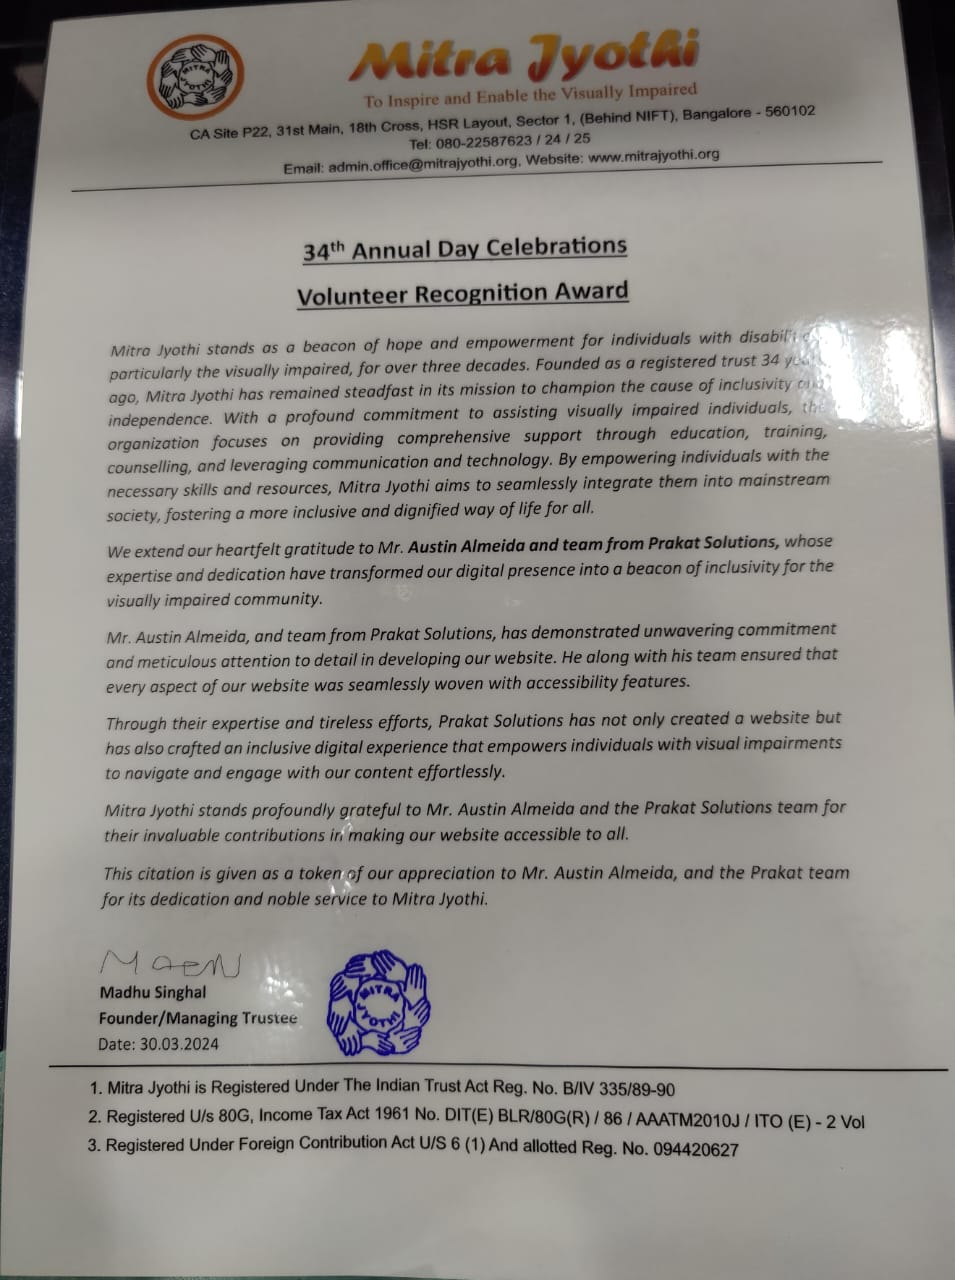 MITRA JYOTHI
Mitra Jyothi
To Inspire and Enable the Visually Impaired
CA Site P22, 31st Main, 18th Cross, HSR Layout, Sector 1, (Behind NIFT), Bangalore - 560102
Tel: 080-22587623 / 24 / 25
Email: admin.office@mitrajyothi.org, Website: www.mitrajyothi.org
34th Annual Day Celebrations
Volunteer Recognition Award
Mitra Jyothi stands as a beacon of hope and empowerment for individuals with
particularly the visually impaired, for over three decades. Founded as a registered trust 34
ago, Mitra Jyothi has remained steadfast in its mission to champion the cause of inclusivity and
independence. With a profound commitment to assisting visually impaired individuals, the
organization focuses on providing comprehensive support through education, training,
counselling, and leveraging communication and technology. By empowering individuals with the
necessary skills and resources, Mitra Jyothi aims to seamlessly integrate them into mainstream
society, fostering a more inclusive and dignified way of life for all.
We extend our heartfelt gratitude to Mr. Austin Almeida and team from Prakat Solutions, whose
expertise and dedication have transformed our digital presence into a beacon of inclusivity for the
visually impaired community.
Mr. Austin Almeida, and team from Prakat Solutions, has demonstrated unwavering commitment
and meticulous attention to detail in developing our website. He along with his team ensured that
every aspect of our website was seamlessly woven with accessibility features.
Through their expertise and tireless efforts, Prakat Solutions has not only created a website but
has also crafted an inclusive digital experience that empowers individuals with visual impairments
to navigate and engage with our content effortlessly.
Mitra Jyothi stands profoundly grateful to Mr. Austin Almeida and the Prakat Solutions team for
their invaluable contributions in making our website accessible to all.
This citation is given as a token of our appreciation to Mr. Austin Almeida, and the Prakat team
for its dedication and noble service to Mitra Jyothi.
Madhu Singhal
Founder/Managing Trustee
Date: 30.03.2024
MITRA JYOTHI
1. Mitra Jyothi is Registered Under The Indian Trust Act Reg. No. B/IV 335/89-90
2. Registered U/s 80G, Income Tax Act 1961 No. DIT(E) BLR/80G(R) / 86 / AAATM2010J / ITO (E) - 2 Vol
3. Registered Under Foreign Contribution Act U/S 6 (1) And allotted Reg. No. 094420627